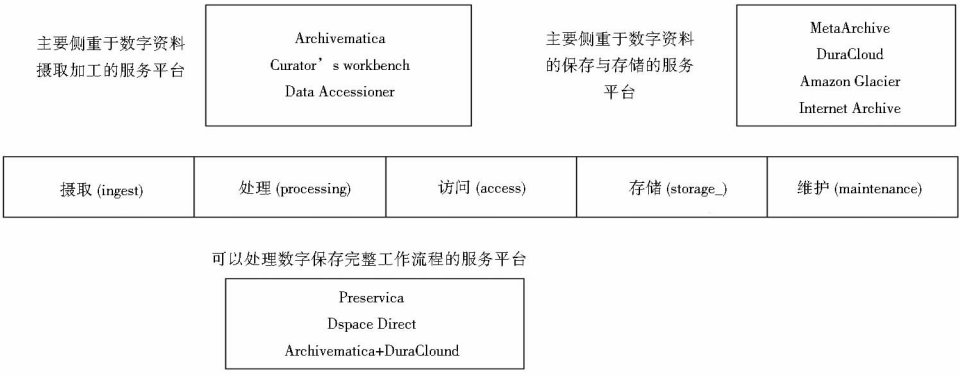 主要侧重于数字资料
摄取加工的服务平台
Archivematica
Curator’s workbench
Data Accessioner
主要侧重于数字资料
的保存与存储的服务
平台
MetaArchive
DuraCloud
Amazon Glacier
Internet Archive
摄取 (ingest)
处理 (processing)
访问 (access)
存储 (storage_)
维护 (maintenance)
可以处理数字保存完整工作流程的服务平台
Preservica
Dspace Direct
Archivematica+DuraClound